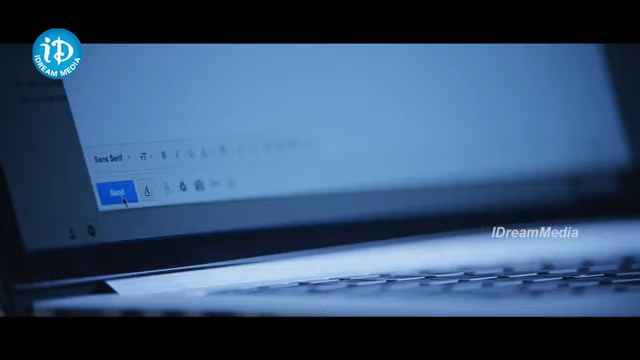 iD
IDREAM MEDIA
Sans Serif
Send
IDreamMedia